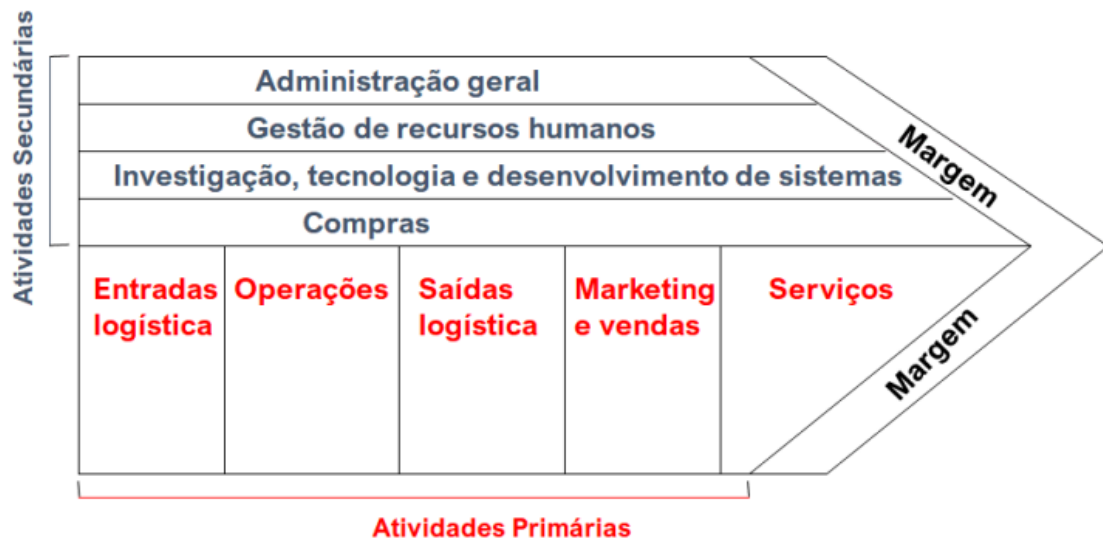 Atividades Secundárias
Administração geral
Gestão de recursos humanos
Investigação, tecnologia e desenvolvimento de sistemas
Compras
Margem
Entradas
logística
Operações
Saídas
logística
Marketing
e vendas
Serviços
Margem
Atividades Primárias